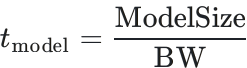 t_model = ModelSize / BW